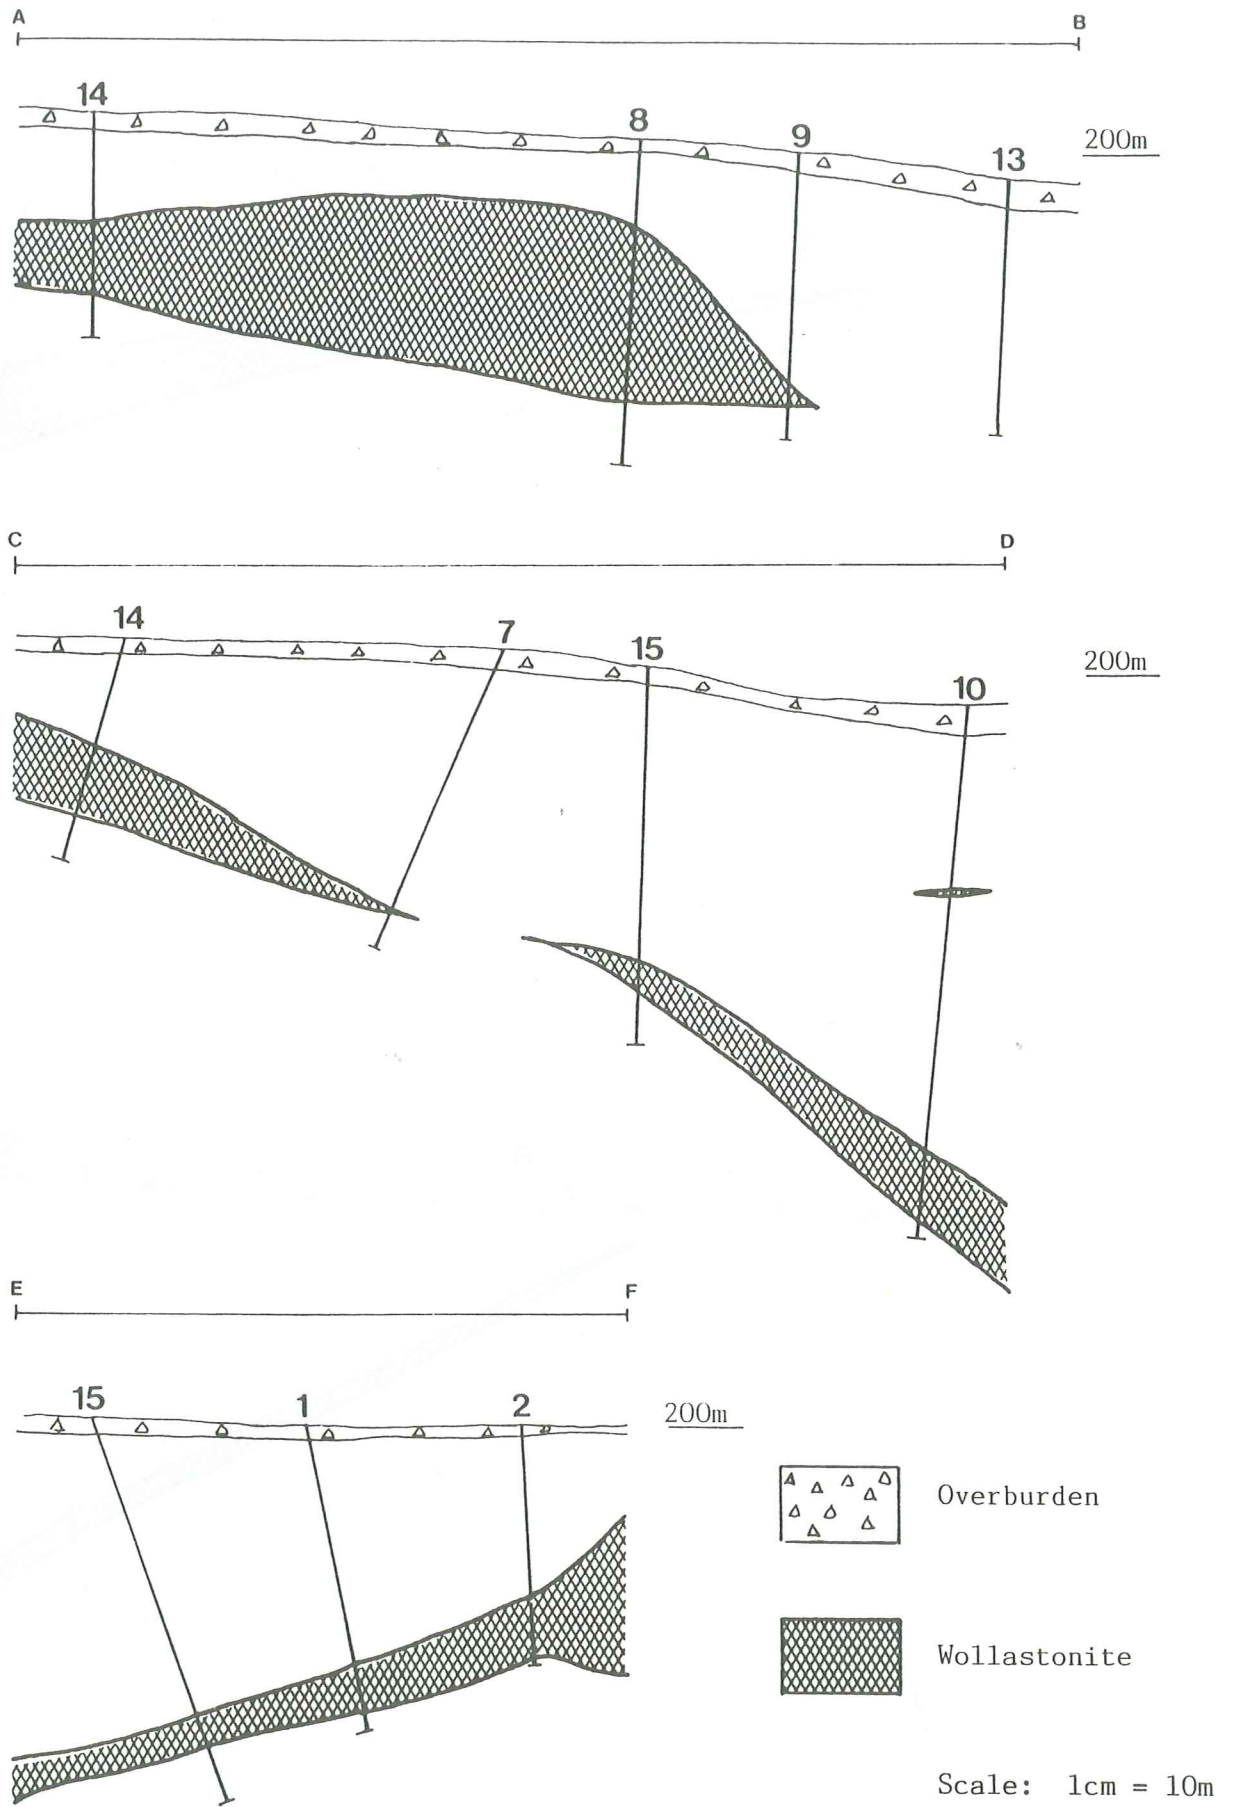 A B
14 8 9 13 200m
C D
14 7 15 10 200m
E F
15 1 2 200m
Overburden
Wollastonite
Scale: 1cm = 10m